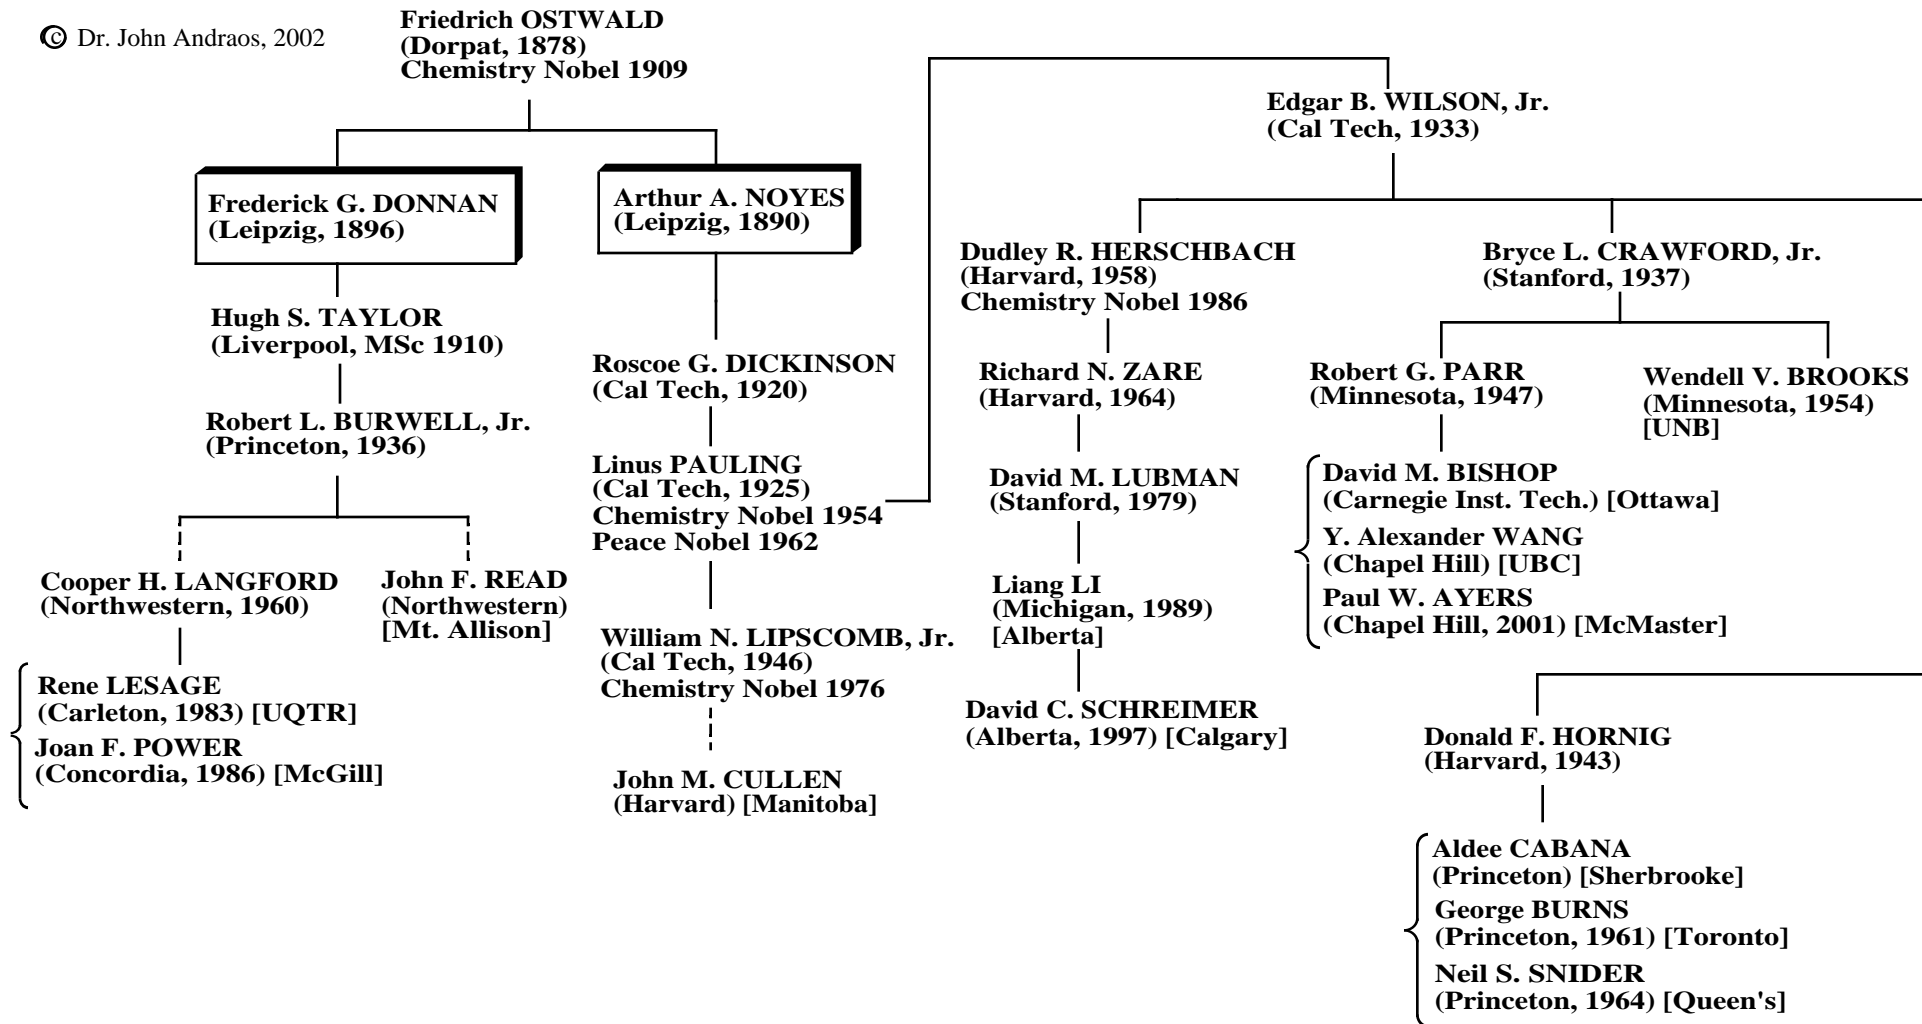 © Dr. John Andraos, 2002
Friedrich OSTWALD
(Dorpat, 1878)
Chemistry Nobel 1909
Frederick G. DONNAN
(Leipzig, 1896)
Hugh S. TAYLOR
(Liverpool, MSc 1910)
Robert L. BURWELL, Jr.
(Princeton, 1936)
Cooper H. LANGFORD
(Northwestern, 1960)
John F. READ
(Northwestern)
[Mt. Allison]
Rene LESAGE
(Carleton, 1983) [UQTR]
Joan F. POWER
(Concordia, 1986) [McGill]
Arthur A. NOYES
(Leipzig, 1890)
Roscoe G. DICKINSON
(Cal Tech, 1920)
Linus PAULING
(Cal Tech, 1925)
Chemistry Nobel 1954
Peace Nobel 1962
William N. LIPSCOMB, Jr.
(Cal Tech, 1946)
Chemistry Nobel 1976
John M. CULLEN
(Harvard) [Manitoba]
Edgar B. WILSON, Jr.
(Cal Tech, 1933)
Dudley R. HERSCHBACH
(Harvard, 1958)
Chemistry Nobel 1986
Richard N. ZARE
(Harvard, 1964)
David M. LUBMAN
(Stanford, 1979)
Liang LI
(Michigan, 1989)
[Alberta]
David C. SCHREIMER
(Alberta, 1997) [Calgary]
Bryce L. CRAWFORD, Jr.
(Stanford, 1937)
Robert G. PARR
(Minnesota, 1947)
Wendell V. BROOKS
(Minnesota, 1954)
[UNB]
David M. BISHOP
(Carnegie Inst. Tech.) [Ottawa]
Y. Alexander WANG
(Chapel Hill) [UBC]
Paul W. AYERS
(Chapel Hill, 2001) [McMaster]
Donald F. HORNIG
(Harvard, 1943)
Aldee CABANA
(Princeton) [Sherbrooke]
George BURNS
(Princeton, 1961) [Toronto]
Neil S. SNIDER
(Princeton, 1964) [Queen's]